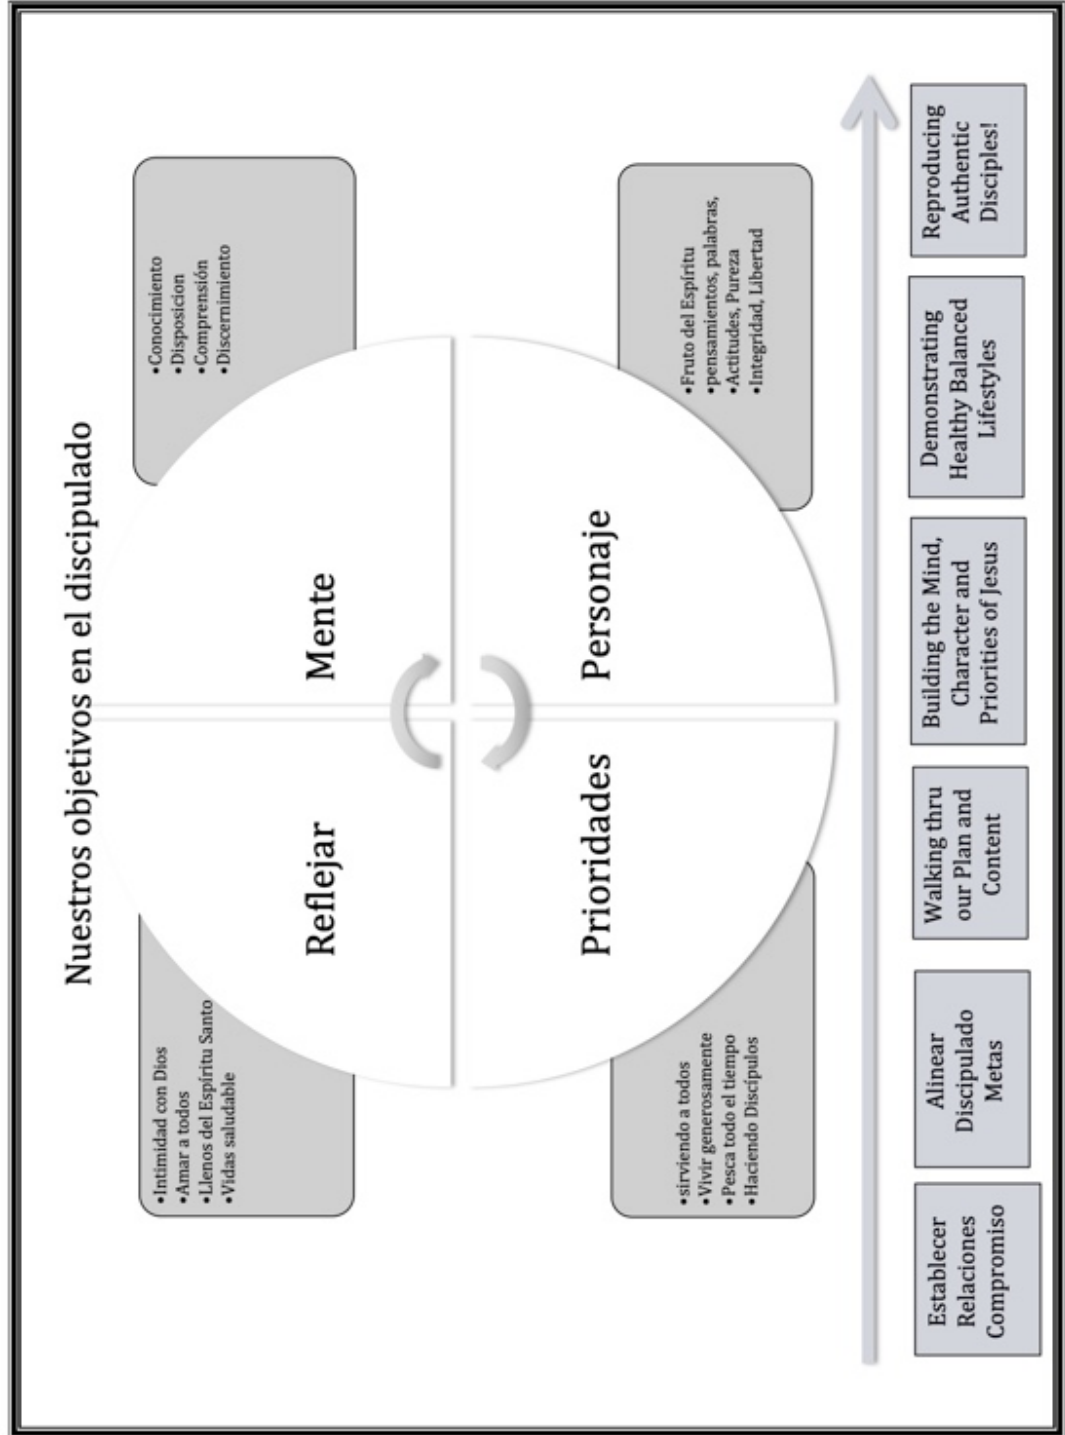 Nuestros objetivos en el discipulado
•Intimidad con Dios
•Amar a todos
•Llenos del Espíritu Santo
•Vidas saludable
•Conocimiento
•Disposicion
•Comprensión
•Discernimiento
Reflejar
Mente
Prioridades
Personaje
•sirviendo a todos
•Vivir generosamente
•Pesca todo el tiempo
•Haciendo Discípulos
•Fruto del Espíritu
•pensamientos, palabras,
•Actitudes, Pureza
•Integridad, Libertad
Establecer
Relaciones
Compromiso
Alinear
Discipulado
Metas
Walking thru
our Plan and
Content
Building the Mind,
Character and
Priorities of Jesus
Demonstrating
Healthy Balanced
Lifestyles
Reproducing
Authentic
Disciples!